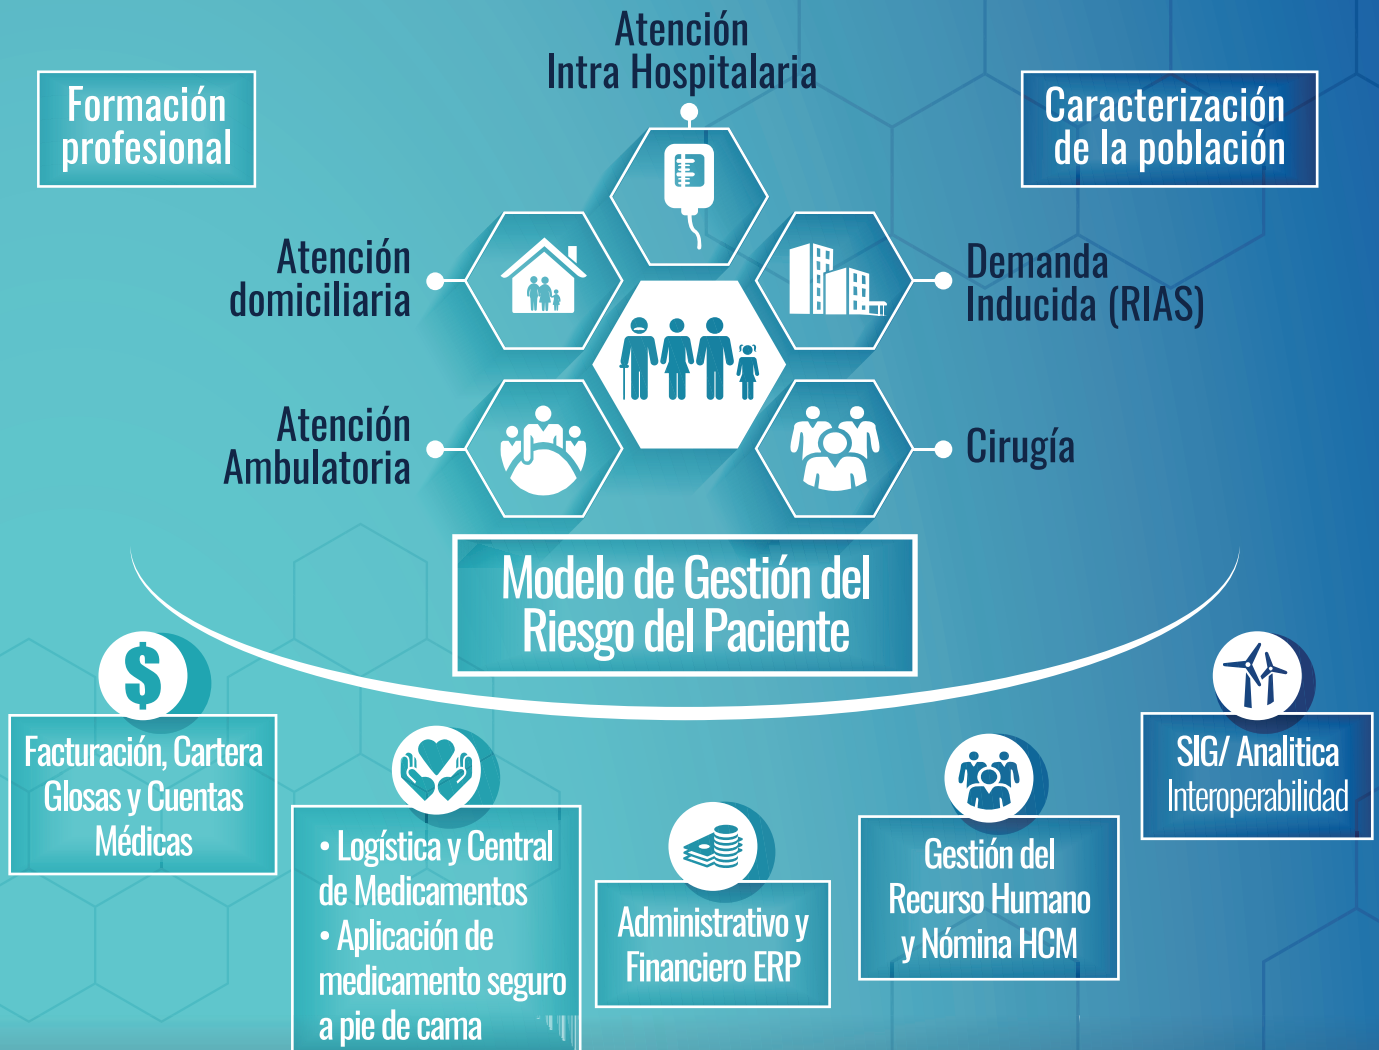 Atención
Intra Hospitalaria
Formación
profesional
Caracterización
de la población
Atención
domiciliaria
Demanda
Inducida (RIAS)
Atención
Ambulatoria
Cirugía
Modelo de Gestión del
Riesgo del Paciente
$
Facturación, Cartera
Glosas y Cuentas
Médicas
• Logística y Central
de Medicamentos
• Aplicación de
medicamento seguro
a pie de cama
Administrativo y
Financiero ERP
Gestión del
Recurso Humano
y Nómina HCM
SIG/ Analitica
Interoperabilidad